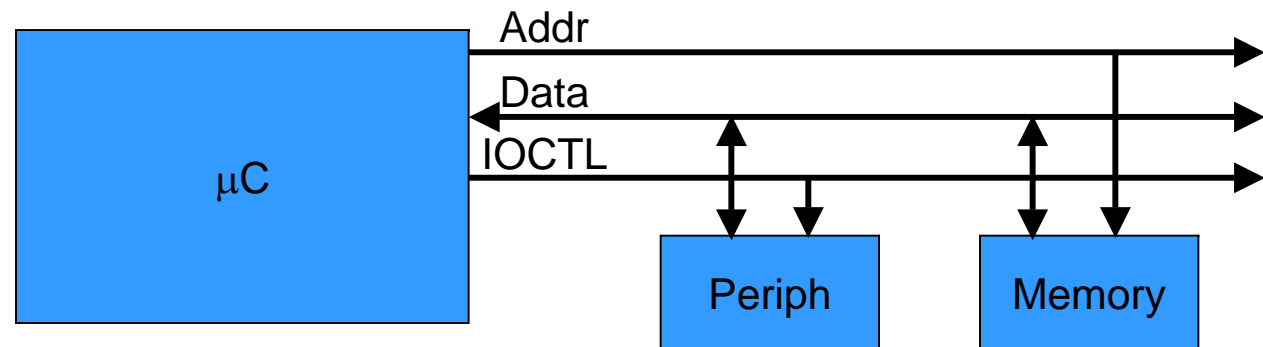 Addr
Data
IOCTL
μC
Periph
Memory